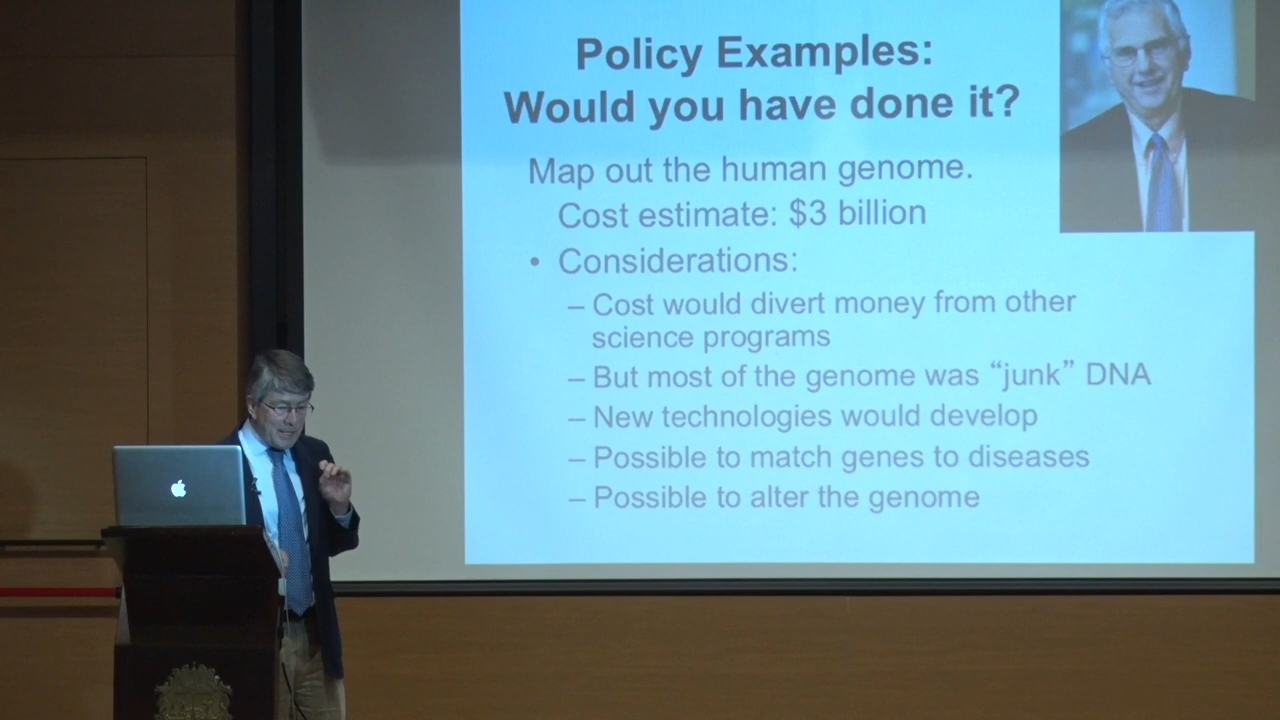 Policy Examples:
Would you have done it?
Map out the human genome.
Cost estimate: $3 billion
• Considerations:
– Cost would divert money from other
science programs
– But most of the genome was “junk” DNA
– New technologies would develop
– Possible to match genes to diseases
– Possible to alter the genome